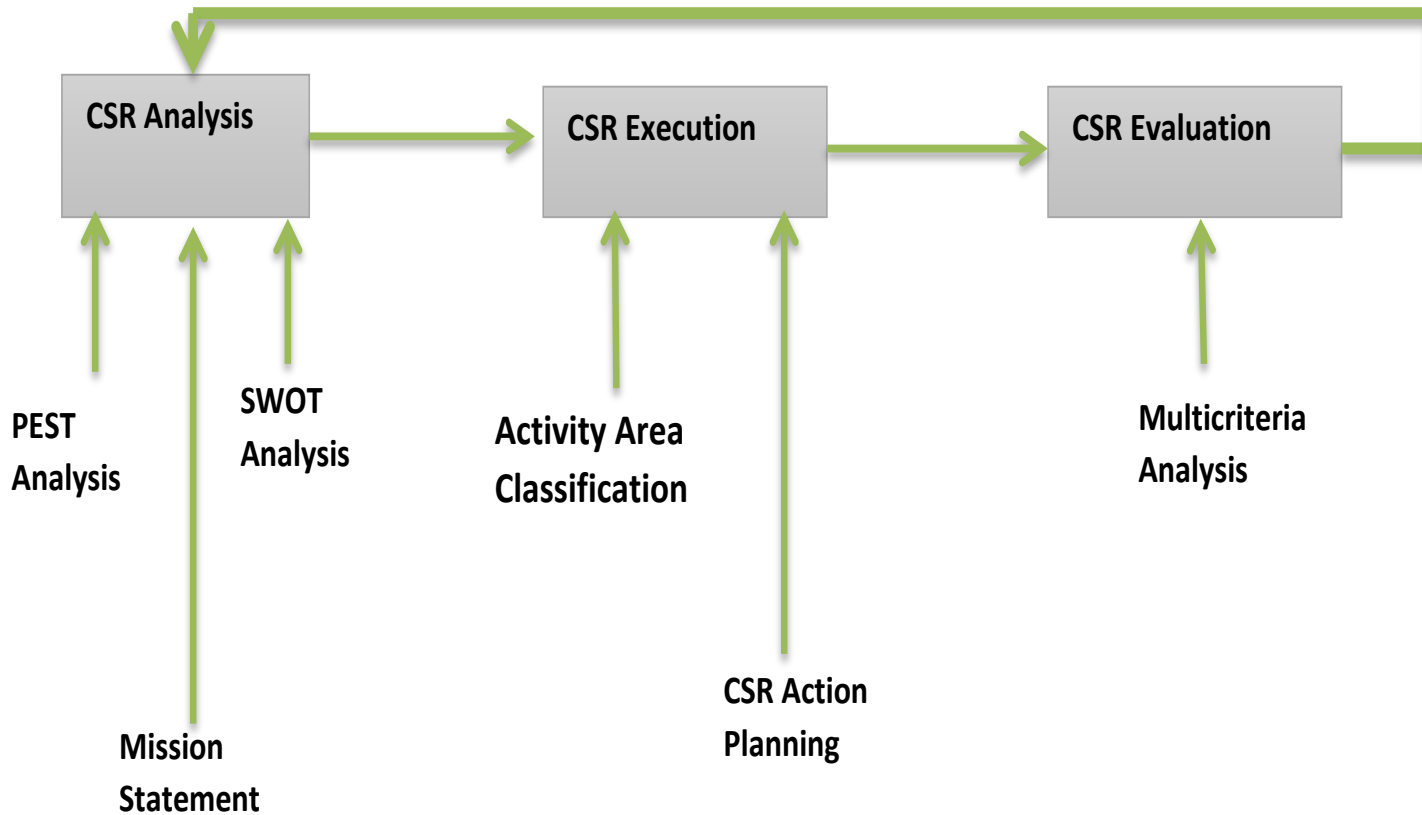 CSR Analysis
CSR Execution
CSR Evaluation
PEST
Analysis
SWOT
Analysis
Activity Area
Classification
Multicriteria
Analysis
Mission
Statement
CSR Action
Planning